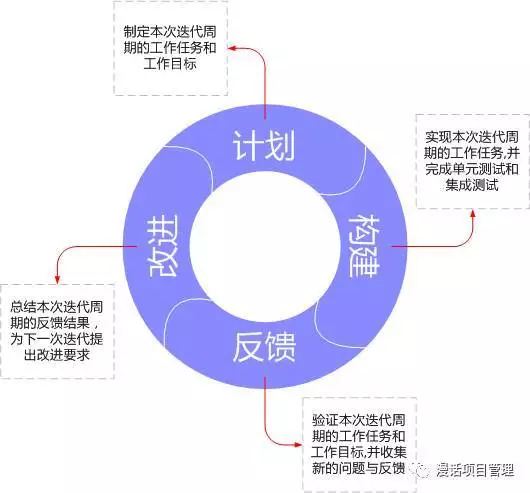 制定本次迭代周
期的工作任务和
工作目标
计划
实现本次迭代周
期的工作任务,并
完成单元测试和
集成测试
构建
改进
总结本次迭代周
期的反馈结果，
为下一次迭代提
出改进要求
反馈
验证本次迭代周
期的工作任务和
工作目标,并收集
新的问题与反馈
漫话项目管理